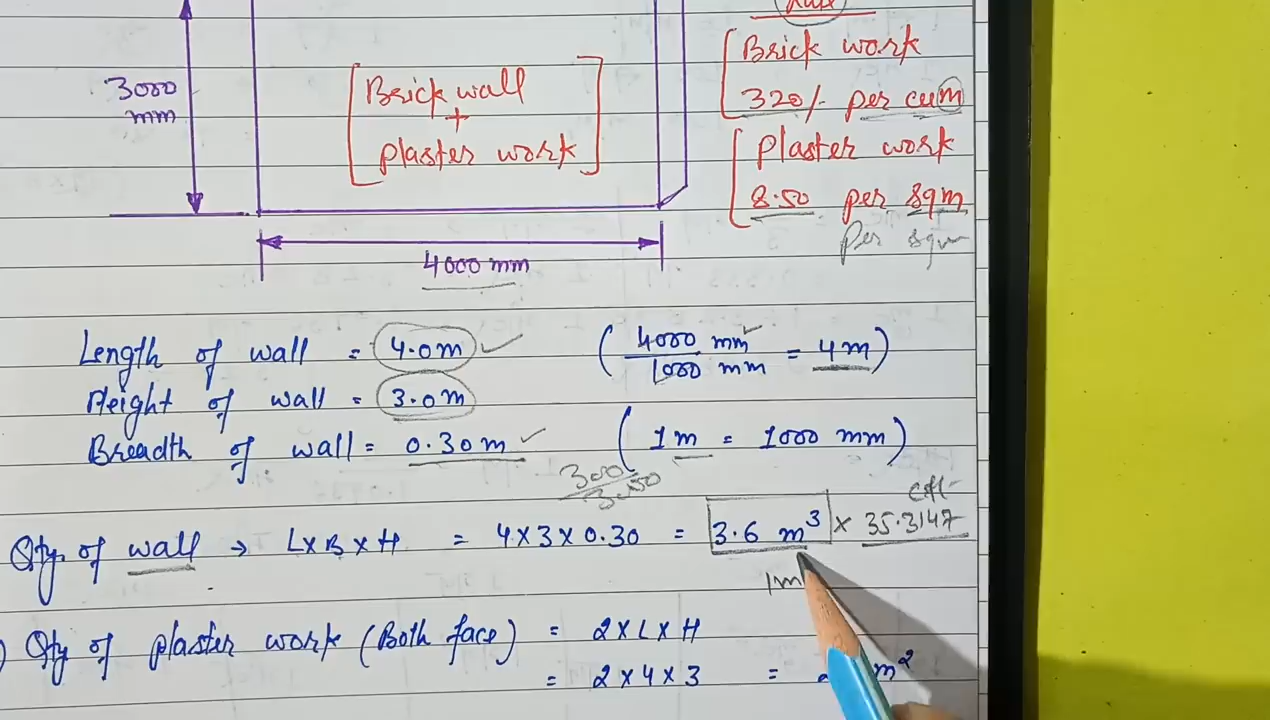 Brick work
320/- per cum
3000
mm
Brick wall
+
plaster work
Plaster work
8.50 per sqm
Per sqm
4000 mm
Length of wall = 4.0m (4000 mm / 1000 mm = 4m)
Height of wall = 3.0m
Breadth of wall = 0.30m (1m = 1000 mm)
300
cft
Qty. of wall → L×B×H = 4×3×0.30 = 3.6 m³ × 35.3147
1m
) Qty of plaster work (Both face) = 2×L×H
= 2×4×3 = m²